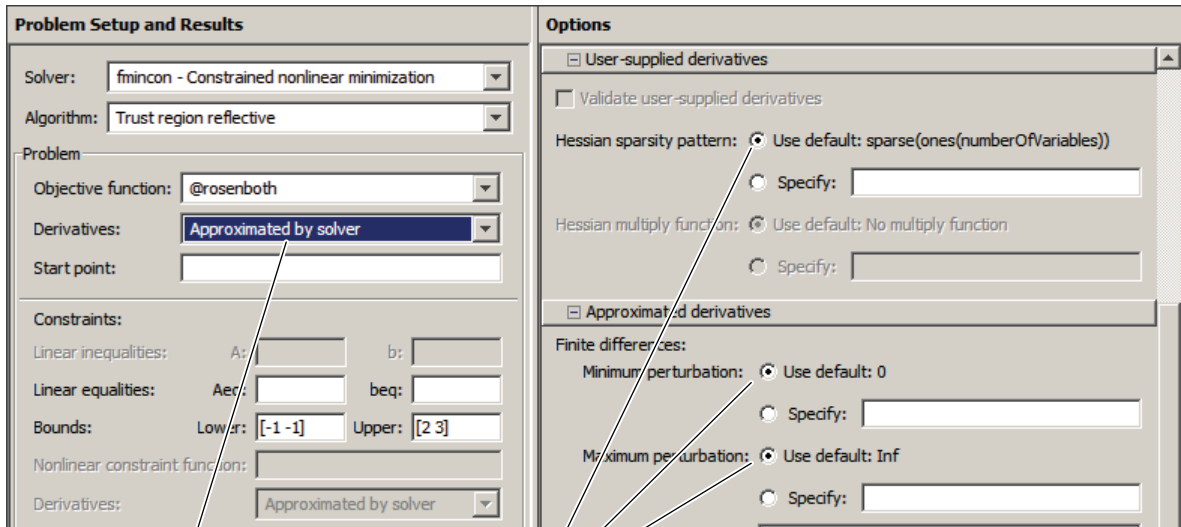 Problem Setup and Results
Solver: fmincon - Constrained nonlinear minimization
Algorithm: Trust region reflective
Problem
Objective function: @rosenboth
Derivatives: Approximated by solver
Start point:
Constraints:
Linear inequalities: A: b:
Linear equalities: Aeq: beq:
Bounds: Lower: [-1 -1] Upper: [2 3]
Nonlinear constraint function:
Derivatives: Approximated by solver
Options
User-supplied derivatives
Validate user-supplied derivatives
Hessian sparsity pattern: Use default: sparse(ones(numberOfVariables))
Specify:
Hessian multiply function: Use default: No multiply function
Specify:
Approximated derivatives
Finite differences:
Minimum perturbation: Use default: 0
Specify:
Maximum perturbation: Use default: Inf
Specify: